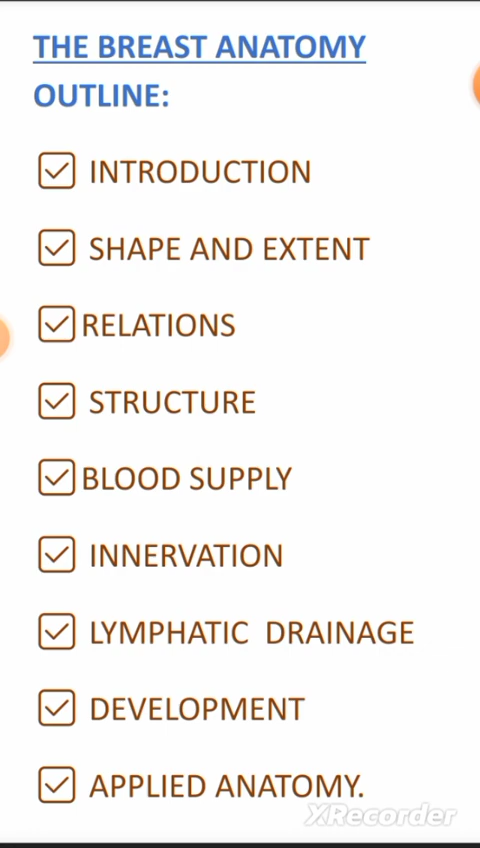 THE BREAST ANATOMY
OUTLINE:
INTRODUCTION
SHAPE AND EXTENT
RELATIONS
STRUCTURE
BLOOD SUPPLY
INNERVATION
LYMPHATIC DRAINAGE
DEVELOPMENT
APPLIED ANATOMY.
XRecorder